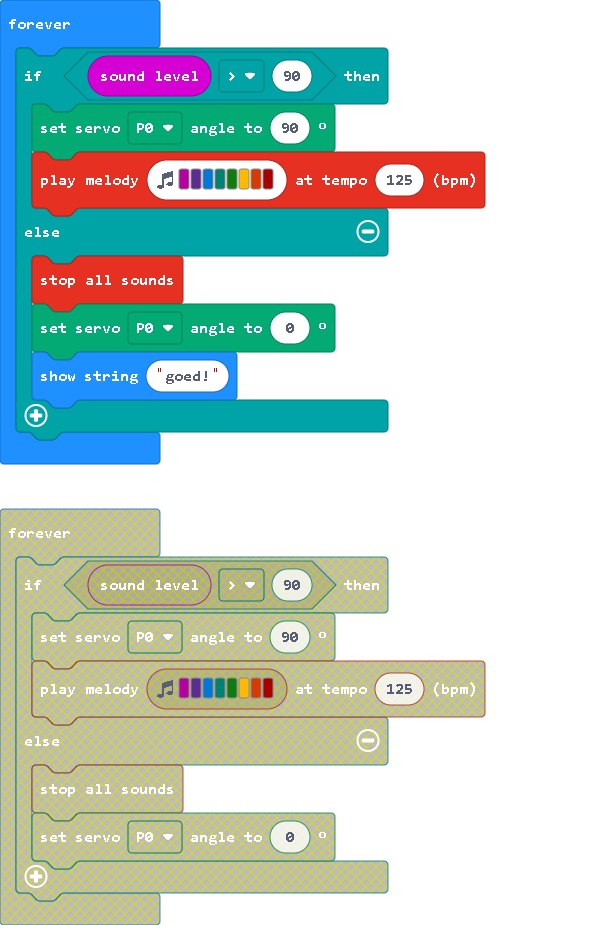 forever
if sound level > 90 then
set servo P0 angle to 90 °
play melody at tempo 125 (bpm)
else
stop all sounds
set servo P0 angle to 0 °
show string "goed!"
forever
if sound level > 90 then
set servo P0 angle to 90 °
play melody at tempo 125 (bpm)
else
stop all sounds
set servo P0 angle to 0 °